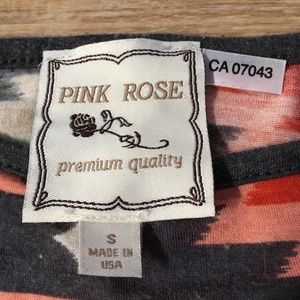 PINK ROSE
premium quality
CA 07043
S
MADE IN
USA